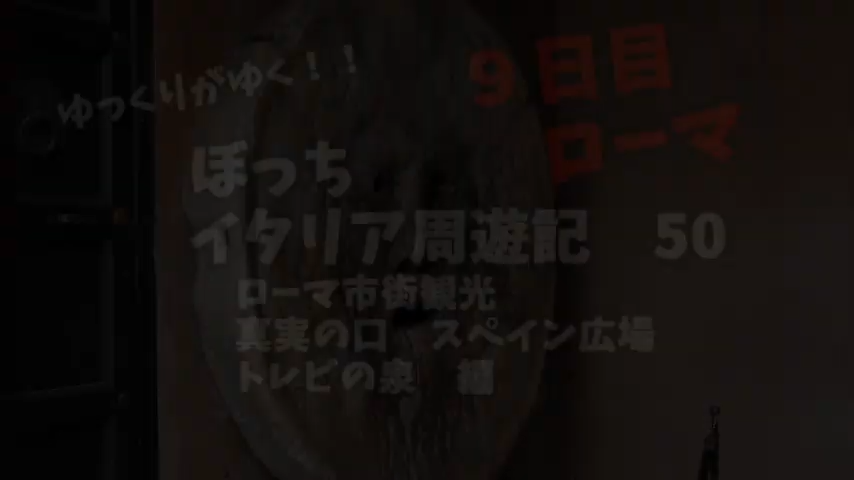 ゆっくりがゆく！！
９日目
ローマ
ぼっち
イタリア周遊記　50
ローマ市街観光
真実の口　スペイン広場
トレビの泉　編